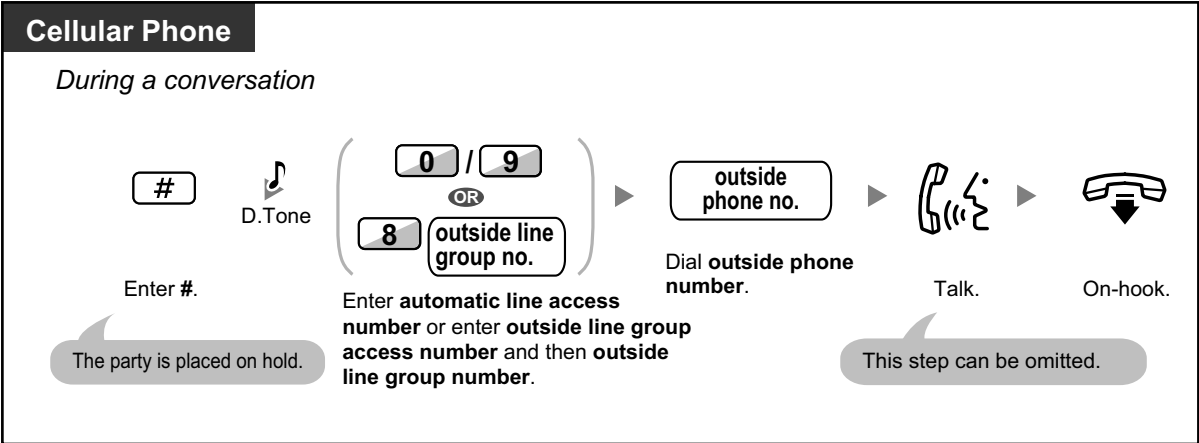 Cellular Phone
During a conversation
#
D.Tone
0 / 9
OR
8 outside line
group no.
outside
phone no.
Enter #.
The party is placed on hold.
Enter automatic line access
number or enter outside line group
access number and then outside
line group number.
Dial outside phone
number.
Talk.
This step can be omitted.
On-hook.